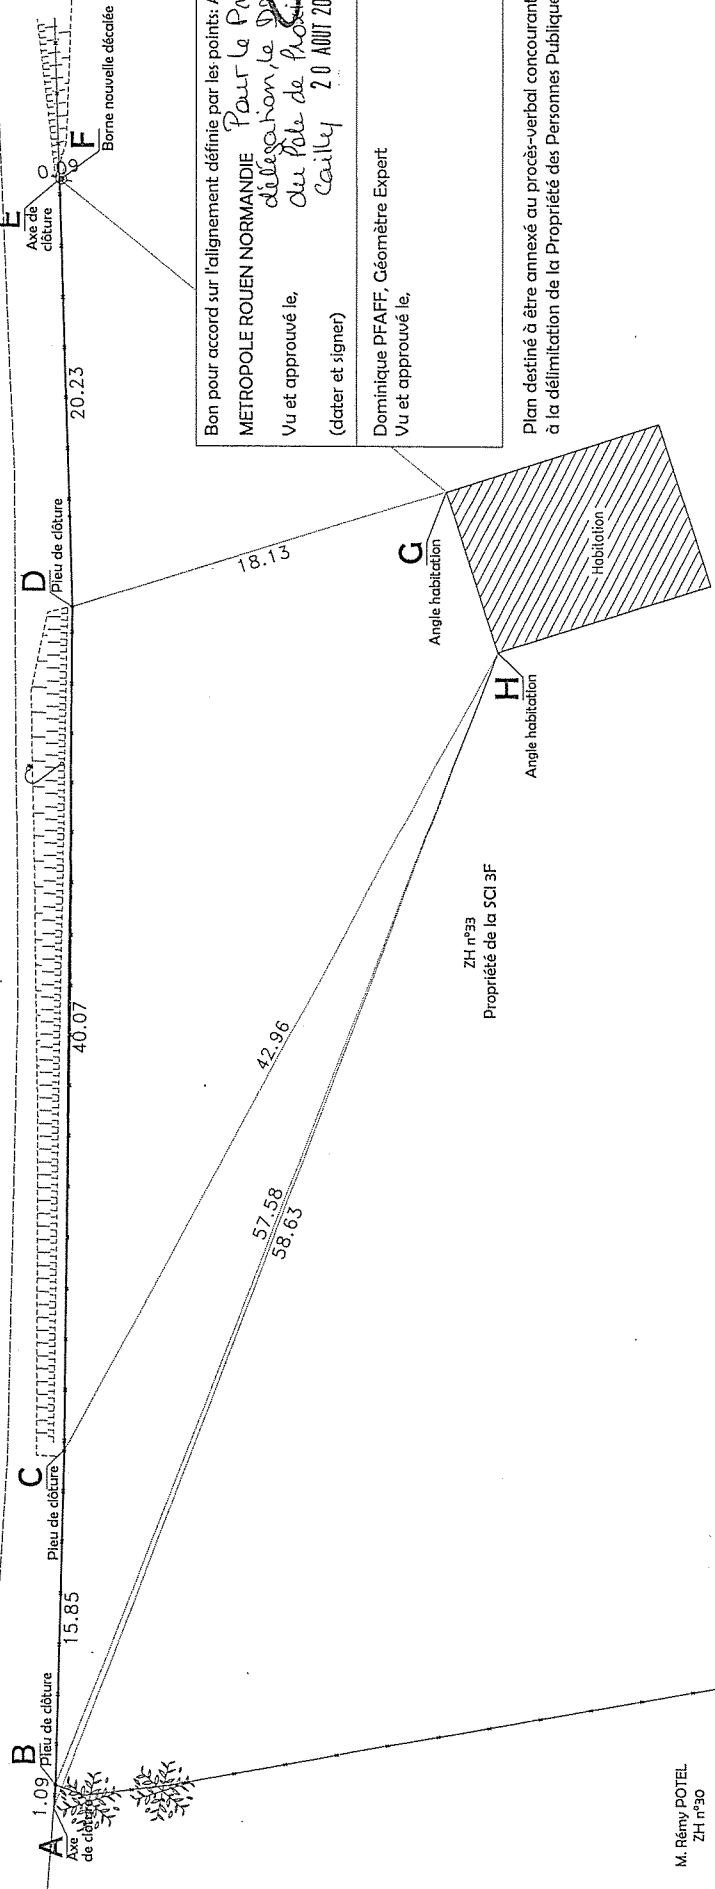 A
Axe
de clôture
1.09
B
Pieu de clôture
15.85
C
Pieu de clôture
40.07
D
Pieu de clôture
20.23
E
Axe de
clôture
F
Borne nouvelle décalée
57.58
58.63
42.96
18.13
G
Angle habitation
H
Angle habitation
Habitation
ZH n°33
Propriété de la SCI 3F
M. Rémy POTEL
ZH n°30
Bon pour accord sur l'alignement définie par les points: A
METROPOLE ROUEN NORMANDIE Pour le
délégation, le
Vu et approuvé le, du Pôle de
(dater et signer) Cailly 20 AOUT 20
Dominique PFAFF, Géomètre Expert
Vu et approuvé le,
Plan destiné à être annexé au procès-verbal concourant
à la délimitation de la Propriété des Personnes Publique